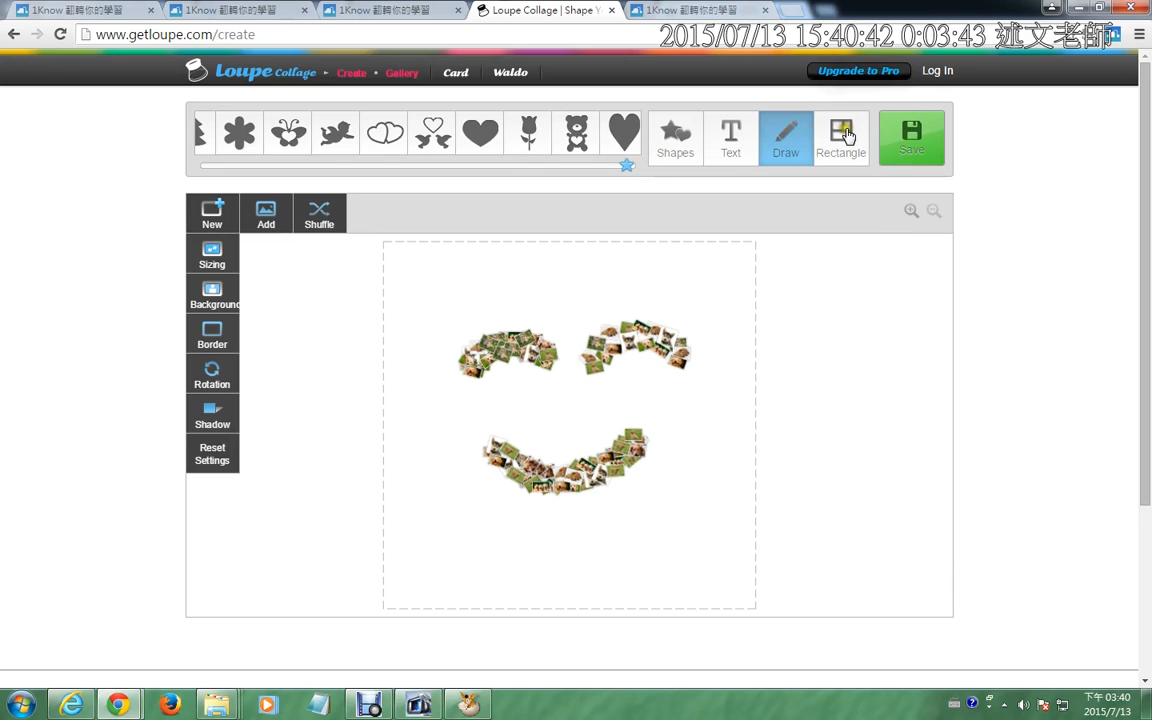 1Know 翻轉你的學習
1Know 翻轉你的學習
1Know 翻轉你的學習
Loupe Collage | Shape Y
1Know 翻轉你的學習
www.getloupe.com/create
2015/07/13 15:40:42 0:03:43 述文老師
Loupe Collage
Create
Gallery
Card
Waldo
Upgrade to Pro
Log In
Shapes
Text
Draw
Rectangle
Save
New
Add
Shuffle
Sizing
Background
Border
Rotation
Shadow
Reset
Settings
下午 03:40
2015/7/13